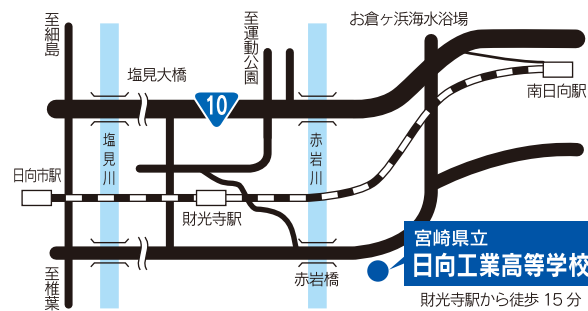 至細島
至運動公園
お倉ヶ浜海水浴場
塩見大橋
10
南日向駅
塩見川
赤岩川
日向市駅
財光寺駅
宮崎県立
日向工業高等学校
至椎葉
赤岩橋
財光寺駅から徒歩 15 分